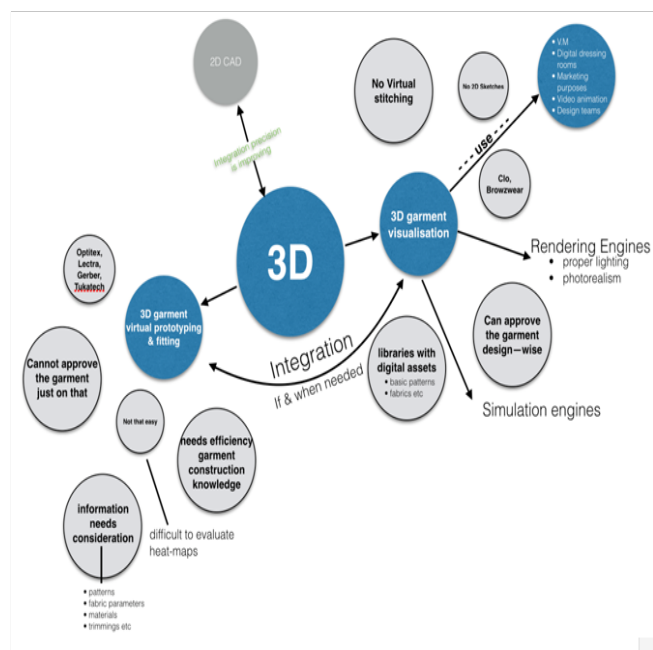 2D CAD
Integration precision
is improving
No Virtual
stitching
No 2D Sketches
• V.M
• Digital dressing
rooms
• Marketing
purposes
• Video animation
• Design teams
use
Clo,
Browzwear
3D
3D garment
visualisation
Rendering Engines
• proper lighting
• photorealism
Optitex,
Lectra,
Gerber,
Tukatech
3D garment
virtual prototyping
& fitting
Integration
If & when needed
libraries with
digital assets
• basic patterns
• fabrics etc
Can approve
the garment
design—wise
Simulation engines
Cannot approve
the garment
just on that
Not that easy
needs efficiency
garment
construction
knowledge
information
needs
consideration
difficult to evaluate
heat-maps
• patterns
• fabric parameters
• materials
• trimmings etc